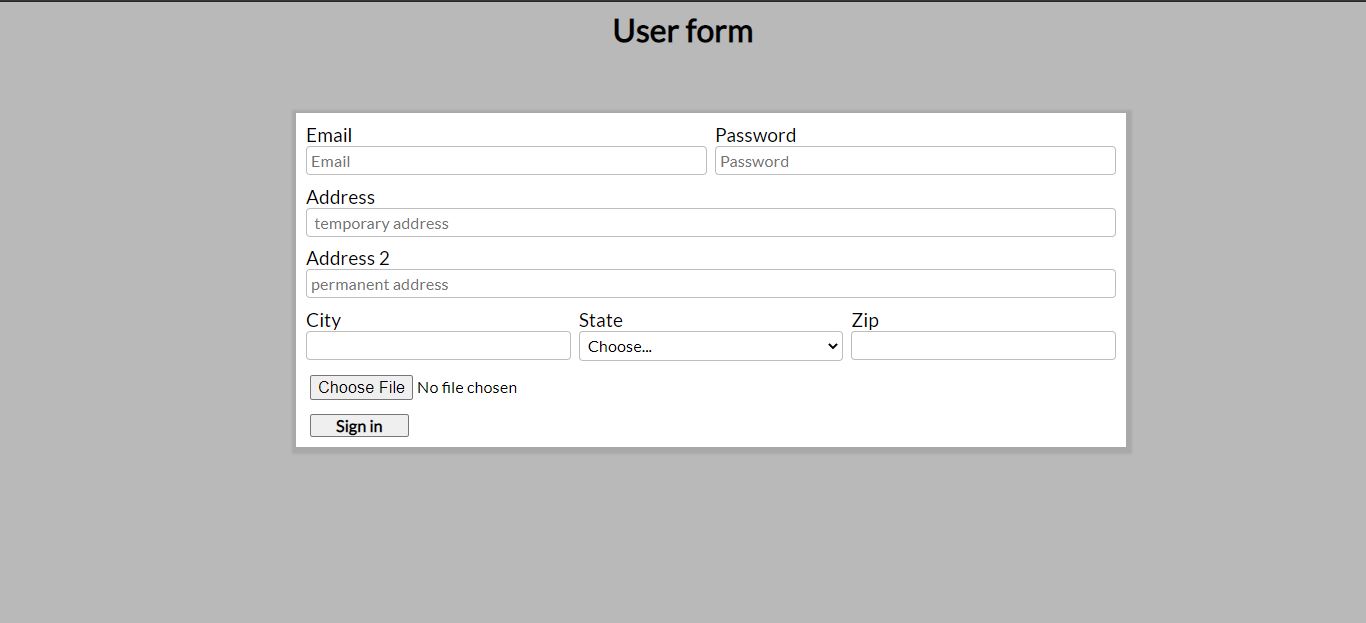 User form
Email Password
Email Password
Address
temporary address
Address 2
permanent address
City State Zip
Choose...
Choose File No file chosen
Sign in